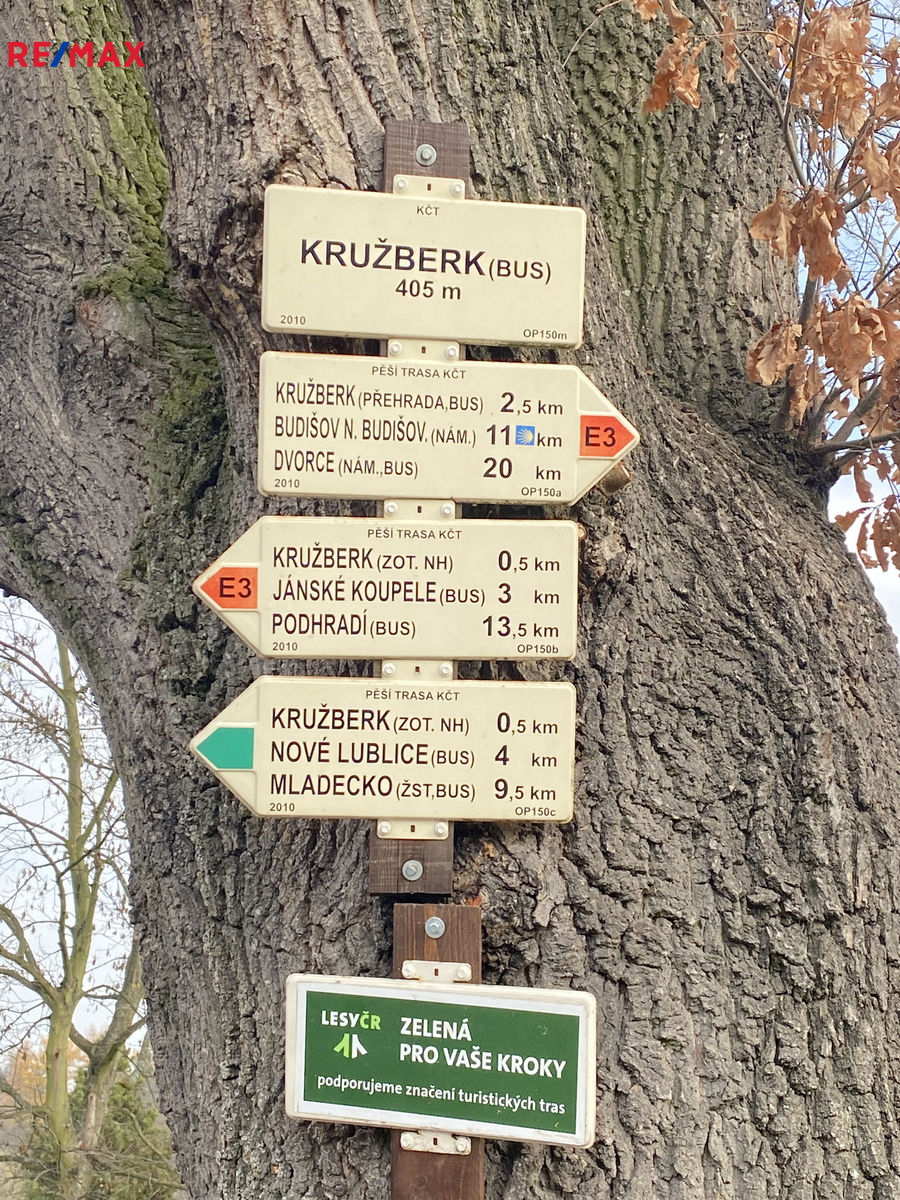 RE/MAX
KČT
KRUŽBERK (BUS)
405 m
2010 OP150m
PĚŠÍ TRASA KČT
KRUŽBERK (PŘEHRADA,BUS) 2,5 km
BUDIŠOV N. BUDIŠOV. (NÁM.) 11 km
E3
DVORCE (NÁM.,BUS) 20 km
2010 OP150a
PĚŠÍ TRASA KČT
KRUŽBERK (ZOT. NH) 0,5 km
E3
JÁNSKÉ KOUPELE (BUS) 3 km
PODHRADÍ (BUS) 13,5 km
2010 OP150b
PĚŠÍ TRASA KČT
KRUŽBERK (ZOT. NH) 0,5 km
NOVÉ LUBLICE (BUS) 4 km
MLADECKO (ŽST,BUS) 9,5 km
2010 OP150c
LESYČR
ZELENÁ
PRO VAŠE KROKY
podporujeme značení turistických tras